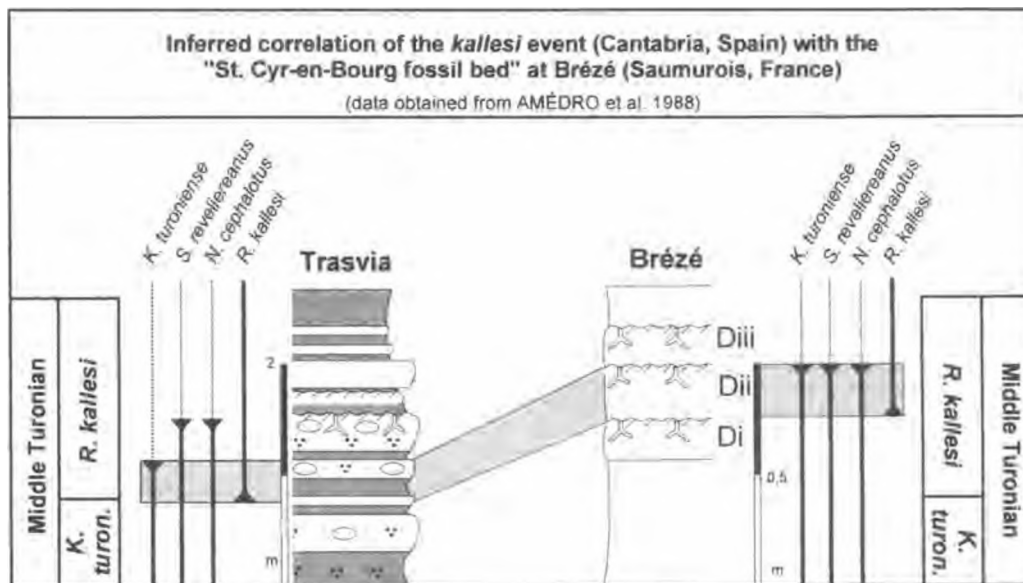 Inferred correlation of the kallesi event (Cantabria, Spain) with the
"St. Cyr-en-Bourg fossil bed" at Brézé (Saumurois, France)
(data obtained from AMÉDRO et al. 1988)
K. turoniense
S. reveliereanus
N. cephalotus
R. kallesi
Trasvia
Brézé
K. turoniense
S. reveliereanus
N. cephalotus
R. kallesi
Middle Turonian
R. kallesi
K.
turon.
2
m
Diii
Dii
Di
0,5
m
R. kallesi
K.
turon.
Middle Turonian